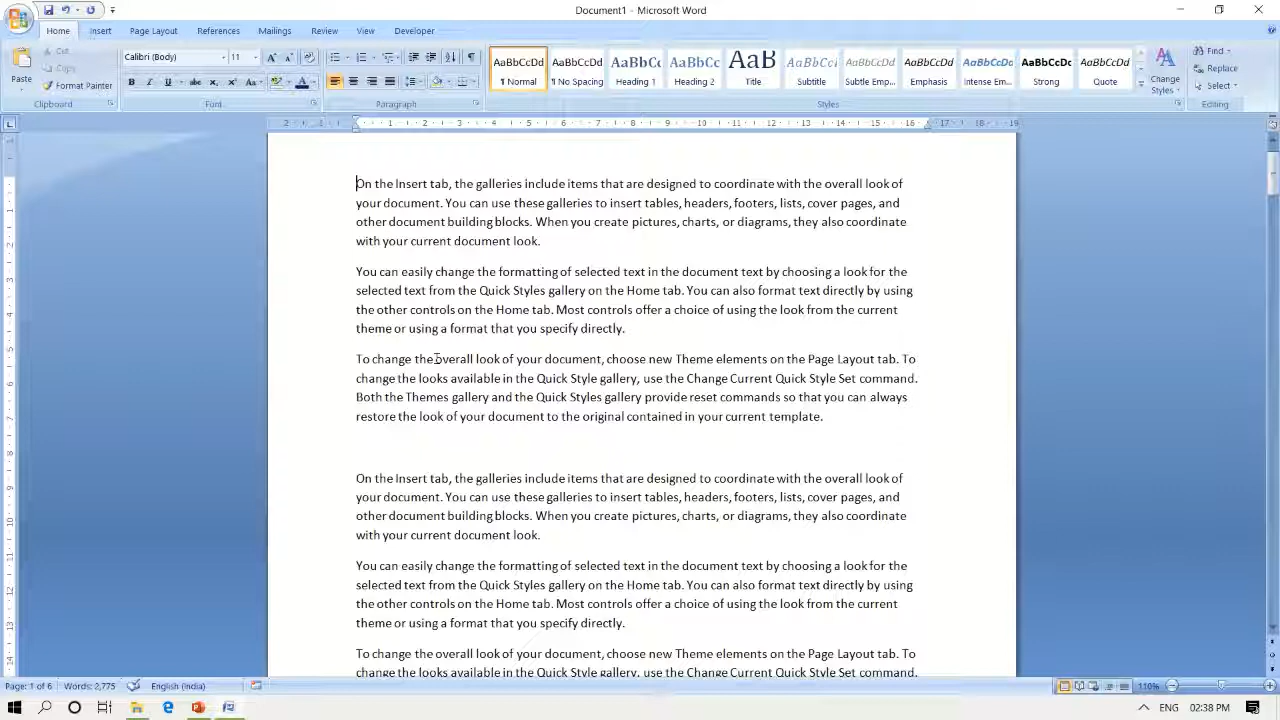 Document1 - Microsoft Word
Home Insert Page Layout References Mailings Review View Developer
Paste
Cut
Copy
Format Painter
Clipboard
Calibri (Body) 11
B I U
Font
Paragraph
AaBbCcDd AaBbCcDd AaBbCc AaBbCc AaB AaBbCc AaBbCcDd AaBbCcDd AaBbCcDd AaBbCcDd AaBbCcDd
¶ Normal ¶ No Spacing Heading 1 Heading 2 Title Subtitle Subtle Emp... Emphasis Intense Em... Strong Quote
Styles
Change
Styles
Find
Replace
Select
Editing
2 1 1 2 3 4 5 6 7 8 9 10 11 12 13 14 15 16 17 18 19
On the Insert tab, the galleries include items that are designed to coordinate with the overall look of
your document. You can use these galleries to insert tables, headers, footers, lists, cover pages, and
other document building blocks. When you create pictures, charts, or diagrams, they also coordinate
with your current document look.
You can easily change the formatting of selected text in the document text by choosing a look for the
selected text from the Quick Styles gallery on the Home tab. You can also format text directly by using
the other controls on the Home tab. Most controls offer a choice of using the look from the current
theme or using a format that you specify directly.
To change the overall look of your document, choose new Theme elements on the Page Layout tab. To
change the looks available in the Quick Style gallery, use the Change Current Quick Style Set command.
Both the Themes gallery and the Quick Styles gallery provide reset commands so that you can always
restore the look of your document to the original contained in your current template.
On the Insert tab, the galleries include items that are designed to coordinate with the overall look of
your document. You can use these galleries to insert tables, headers, footers, lists, cover pages, and
other document building blocks. When you create pictures, charts, or diagrams, they also coordinate
with your current document look.
You can easily change the formatting of selected text in the document text by choosing a look for the
selected text from the Quick Styles gallery on the Home tab. You can also format text directly by using
the other controls on the Home tab. Most controls offer a choice of using the look from the current
theme or using a format that you specify directly.
To change the overall look of your document, choose new Theme elements on the Page Layout tab. To
change the looks available in the Quick Style gallery, use the Change Current Quick Style Set command.
Page: 1 of 6 Words: 2,775 English (India) 110%
ENG 02:38 PM